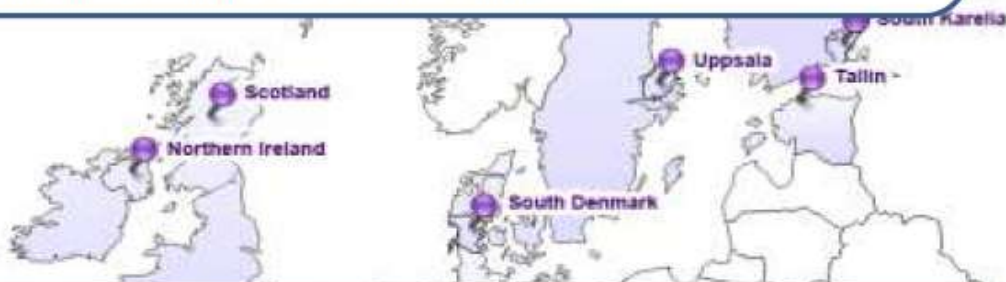 South Karelia
Uppsala
Tallin
Scotland
Northern Ireland
South Denmark